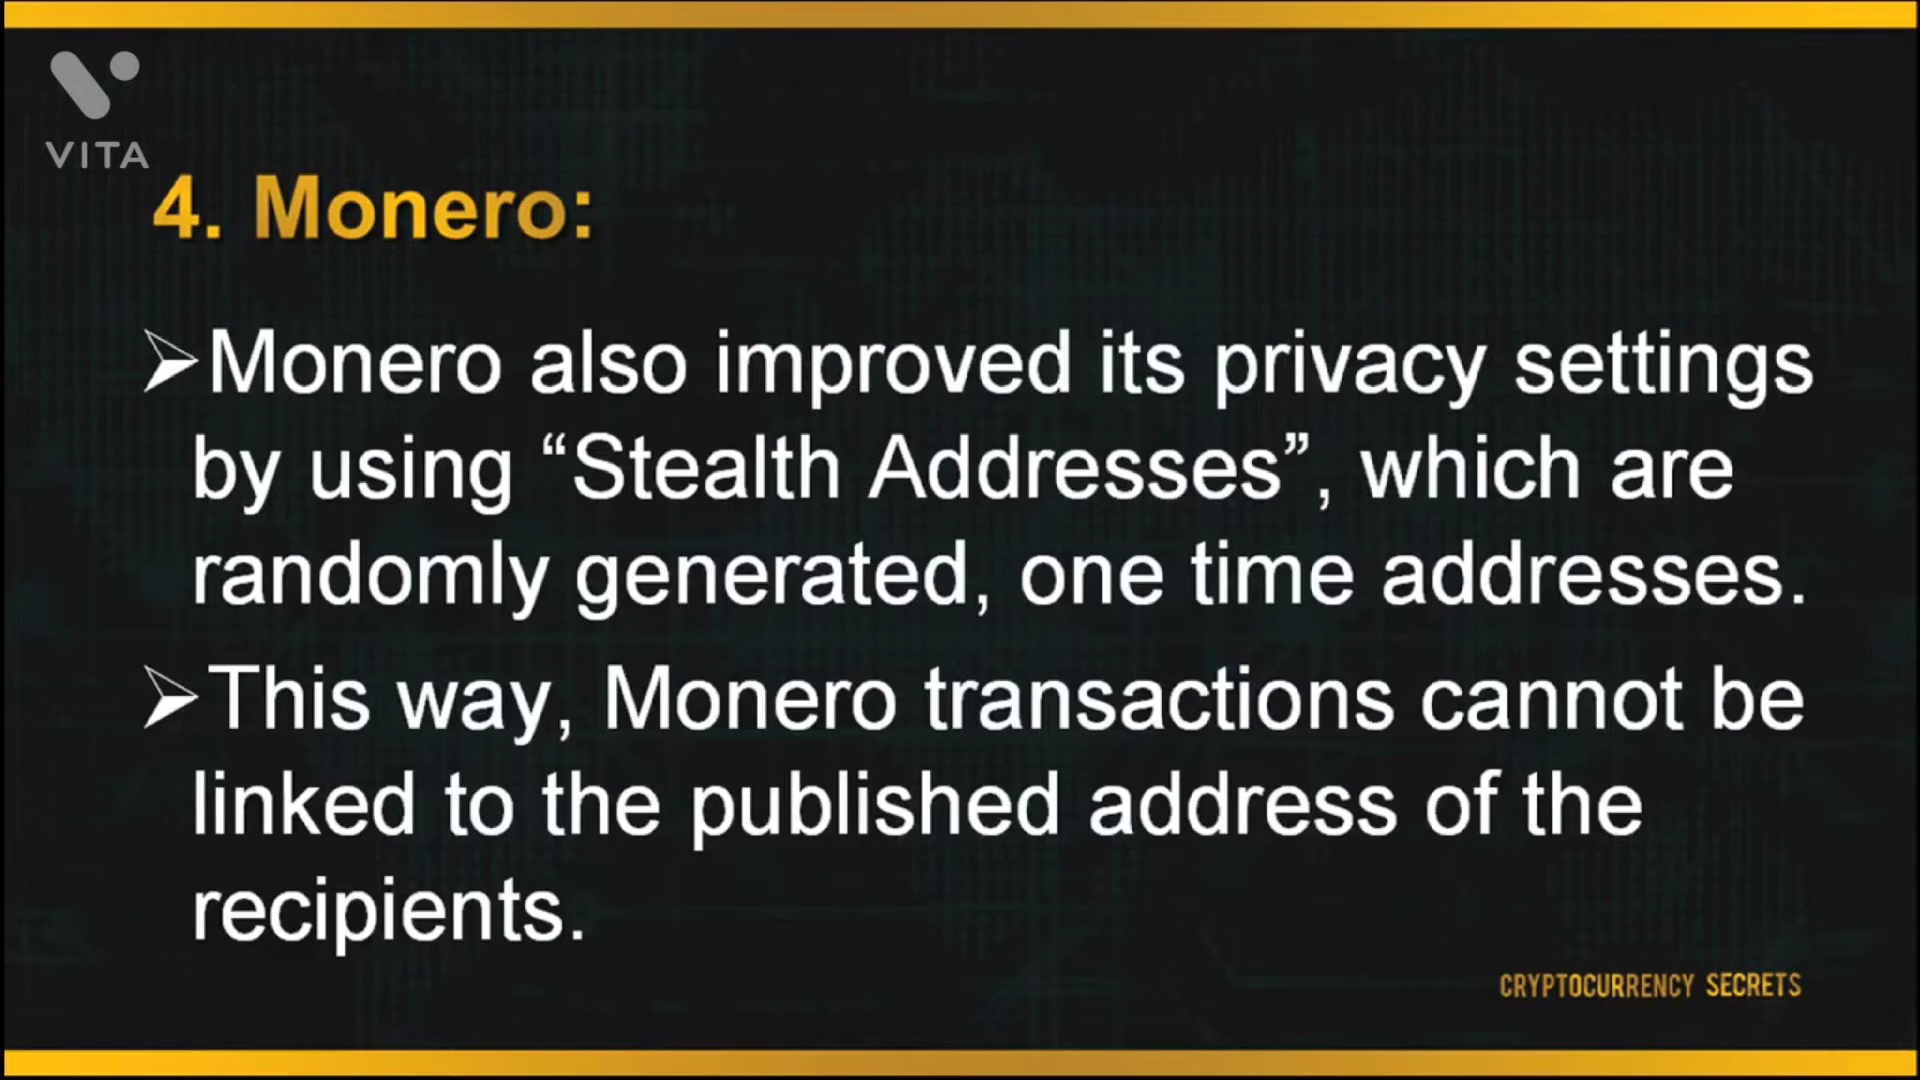 VITA
4. Monero:
➢Monero also improved its privacy settings
by using “Stealth Addresses”, which are
randomly generated, one time addresses.
➢This way, Monero transactions cannot be
linked to the published address of the
recipients.
CRYPTOCURRENCY SECRETS